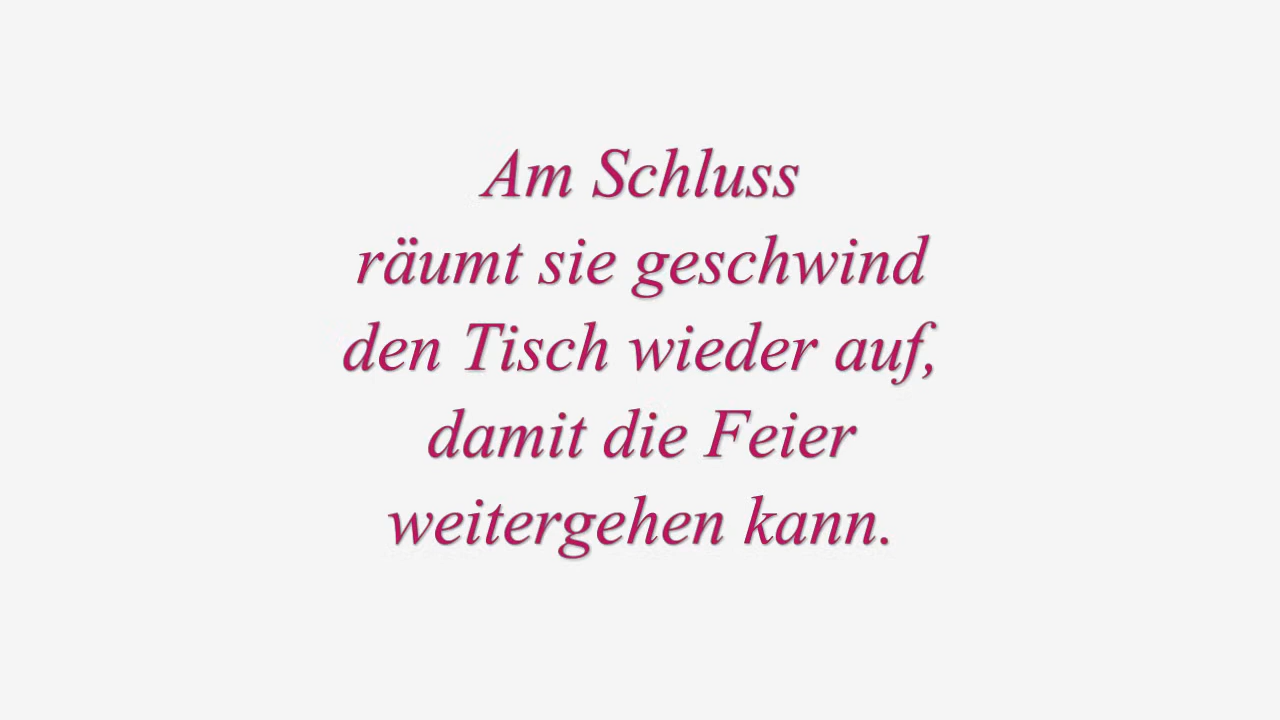 Am Schluss
räumt sie geschwind
den Tisch wieder auf,
damit die Feier
weitergehen kann.